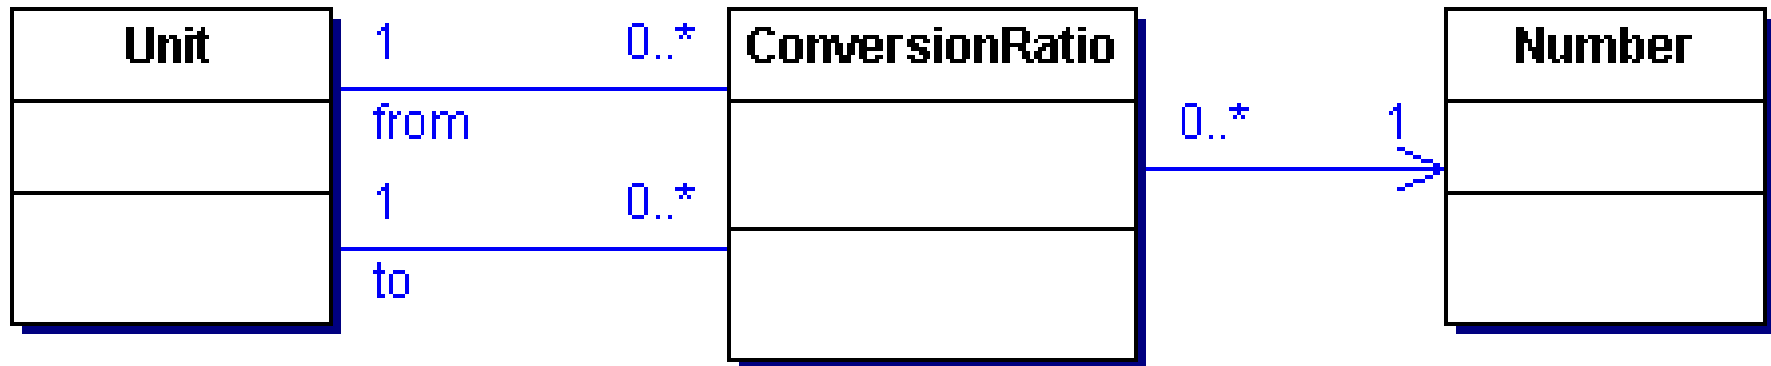 Unit
1
0..*
from
1
0..*
to
ConversionRatio
0..*
1
Number